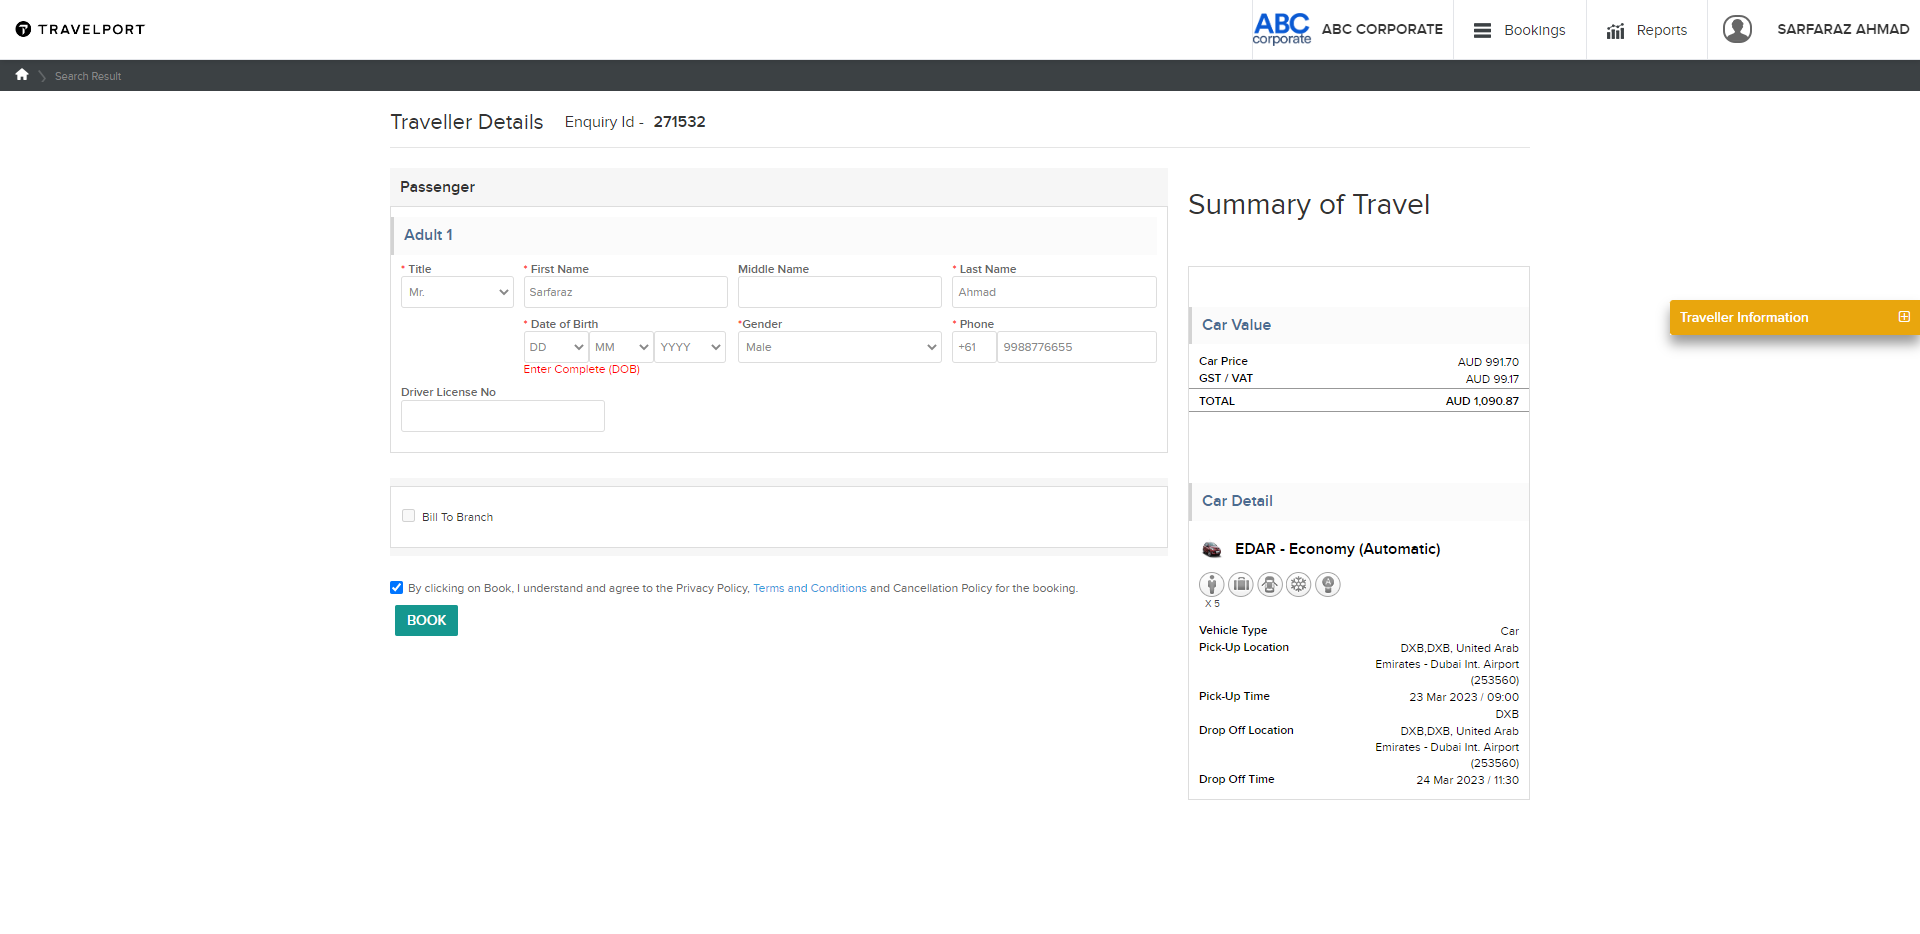 TRAVELPORT
ABC
corporate
ABC CORPORATE
Bookings
Reports
SARFARAZ AHMAD
Search Result
Traveller Details
Enquiry Id - 271532
Passenger
Adult 1
* Title
* First Name
Middle Name
* Last Name
Mr.
Sarfaraz
Ahmad
* Date of Birth
*Gender
* Phone
DD
MM
YYYY
Male
+61
9988776655
Enter Complete (DOB)
Driver License No
Bill To Branch
By clicking on Book, I understand and agree to the Privacy Policy, Terms and Conditions and Cancellation Policy for the booking.
BOOK
Summary of Travel
Car Value
Car Price AUD 991.70
GST / VAT AUD 99.17
TOTAL AUD 1,090.87
Car Detail
EDAR - Economy (Automatic)
X 5
Vehicle Type Car
Pick-Up Location DXB,DXB, United Arab
Emirates - Dubai Int. Airport
(253560)
Pick-Up Time 23 Mar 2023 / 09:00
DXB
Drop Off Location DXB,DXB, United Arab
Emirates - Dubai Int. Airport
(253560)
Drop Off Time 24 Mar 2023 / 11:30
Traveller Information